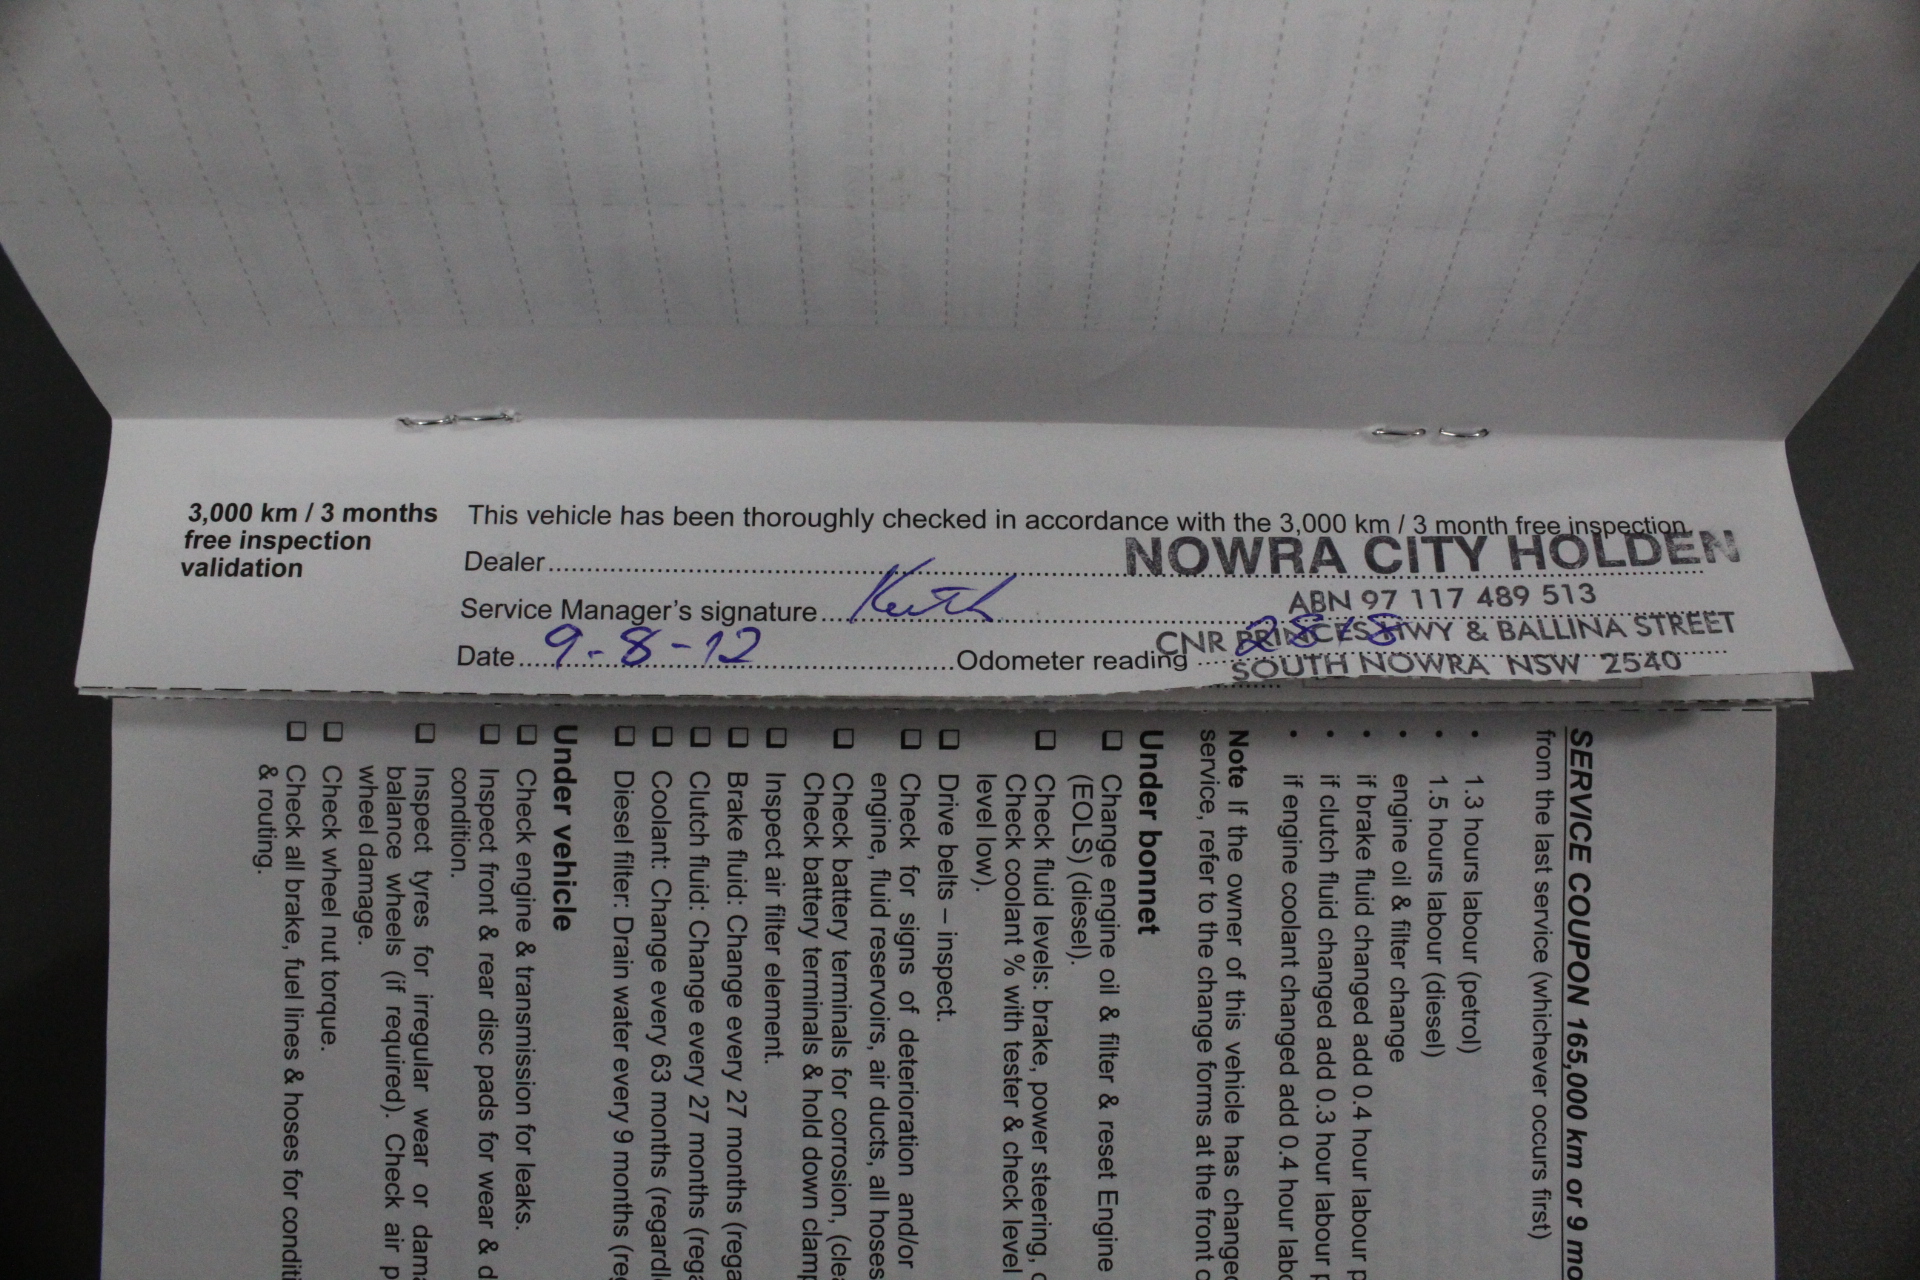 3,000 km / 3 months
free inspection
validation
This vehicle has been thoroughly checked in accordance with the 3,000 km / 3 month free inspection.
Dealer
NOWRA CITY HOLDEN
Service Manager's signature Keith
ABN 97 117 489 513
CNR PRINCES HWY & BALLINA STREET
Date 9-8-12 Odometer reading 2818
SOUTH NOWRA NSW 2540
SERVICE COUPON 165,000 km or 9 mo
from the last service (whichever occurs first)
• 1.3 hours labour (petrol)
• 1.5 hours labour (diesel)
• engine oil & filter change
• if brake fluid changed add 0.4 hour labour p
• if clutch fluid changed add 0.3 hour labour p
• if engine coolant changed add 0.4 hour labo
Note If the owner of this vehicle has changed
service, refer to the change forms at the front o
Under bonnet
❏ Change engine oil & filter & reset Engine
(EOLS) (diesel).
❏ Check fluid levels: brake, power steering, c
Check coolant % with tester & check level
level low).
❏ Drive belts – inspect.
❏ Check for signs of deterioration and/or
engine, fluid reservoirs, air ducts, all hoses
❏ Check battery terminals for corrosion, (clea
Check battery terminals & hold down clamp
❏ Inspect air filter element.
❏ Brake fluid: Change every 27 months (rega
❏ Clutch fluid: Change every 27 months (rega
❏ Coolant: Change every 63 months (regardl
❏ Diesel filter: Drain water every 9 months (re
Under vehicle
❏ Check engine & transmission for leaks.
❏ Inspect front & rear disc pads for wear & d
condition.
❏ Inspect tyres for irregular wear or dama
balance wheels (if required). Check air p
wheel damage.
❏ Check wheel nut torque.
❏ Check all brake, fuel lines & hoses for conditi
& routing.